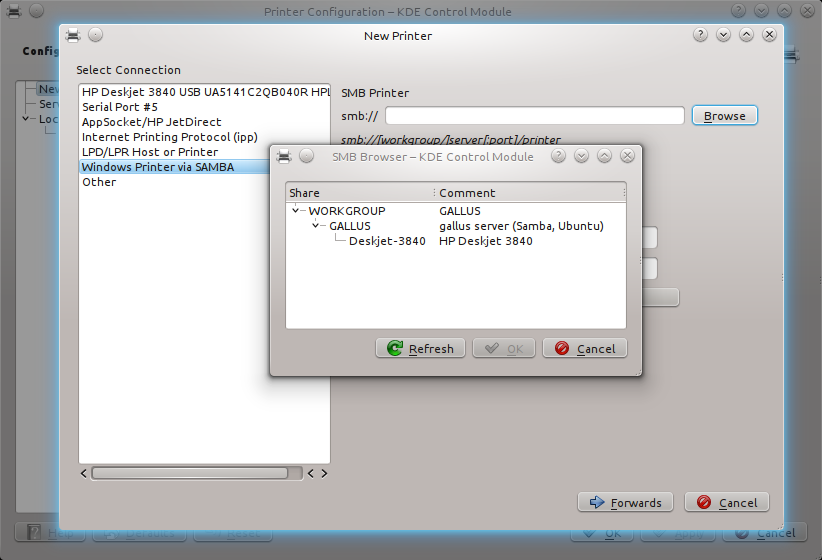 Printer Configuration – KDE Control Module
New Printer
Select Connection
HP Deskjet 3840 USB UA5141C2QB040R HPL
Serial Port #5
AppSocket/HP JetDirect
Internet Printing Protocol (ipp)
LPD/LPR Host or Printer
Windows Printer via SAMBA
Other
SMB Printer
smb://
Browse
smb://[workgroup/]server[:port]/printer
SMB Browser – KDE Control Module
Share Comment
WORKGROUP GALLUS
GALLUS gallus server (Samba, Ubuntu)
Deskjet-3840 HP Deskjet 3840
Refresh OK Cancel
Forwards Cancel
Config
New
Ser
Loc
Help Defaults Reset OK Apply Cancel